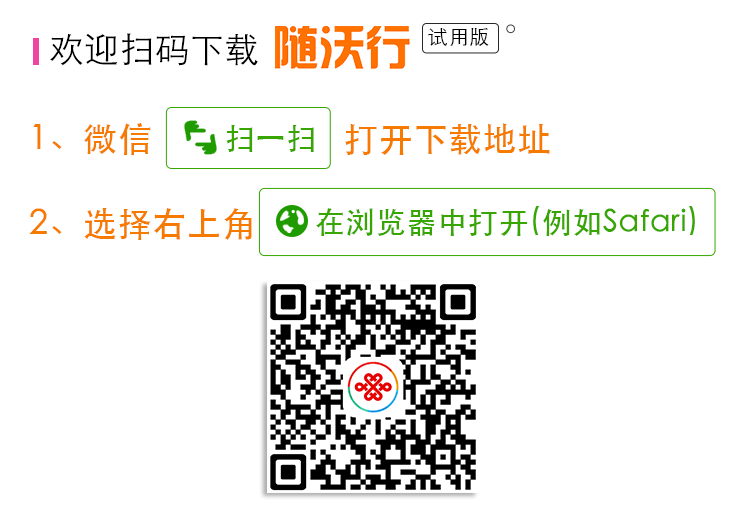 欢迎扫码下载 随沃行 试用版 。
1、微信 扫一扫 打开下载地址
2、选择右上角 在浏览器中打开(例如Safari)